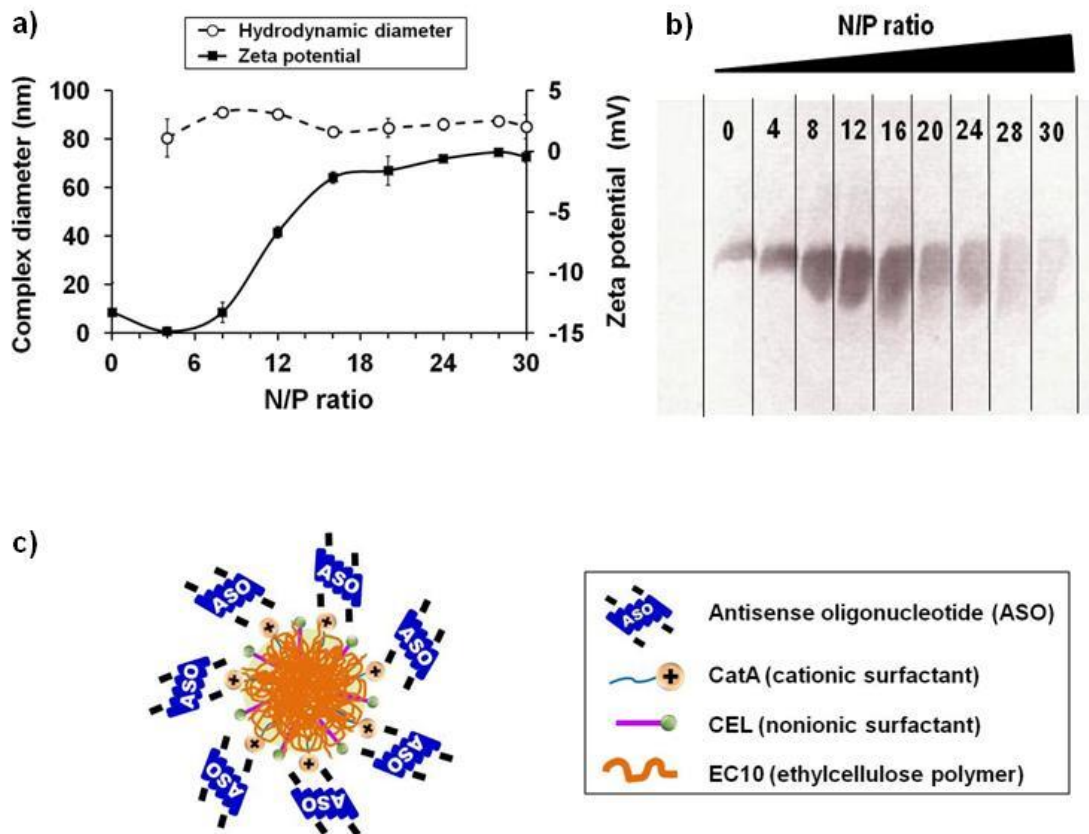 a)
Hydrodynamic diameter
Zeta potential
Complex diameter (nm)
100
80
60
40
20
0
5
0
-5
-10
-15
Zeta potential (mV)
0 6 12 18 24 30
N/P ratio
b)
N/P ratio
0 4 8 12 16 20 24 28 30
c)
ASO
ASO
ASO
ASO
ASO
ASO
ASO
+
+
+
+
+
+
+
ASO
Antisense oligonucleotide (ASO)
+
CatA (cationic surfactant)
CEL (nonionic surfactant)
EC10 (ethylcellulose polymer)